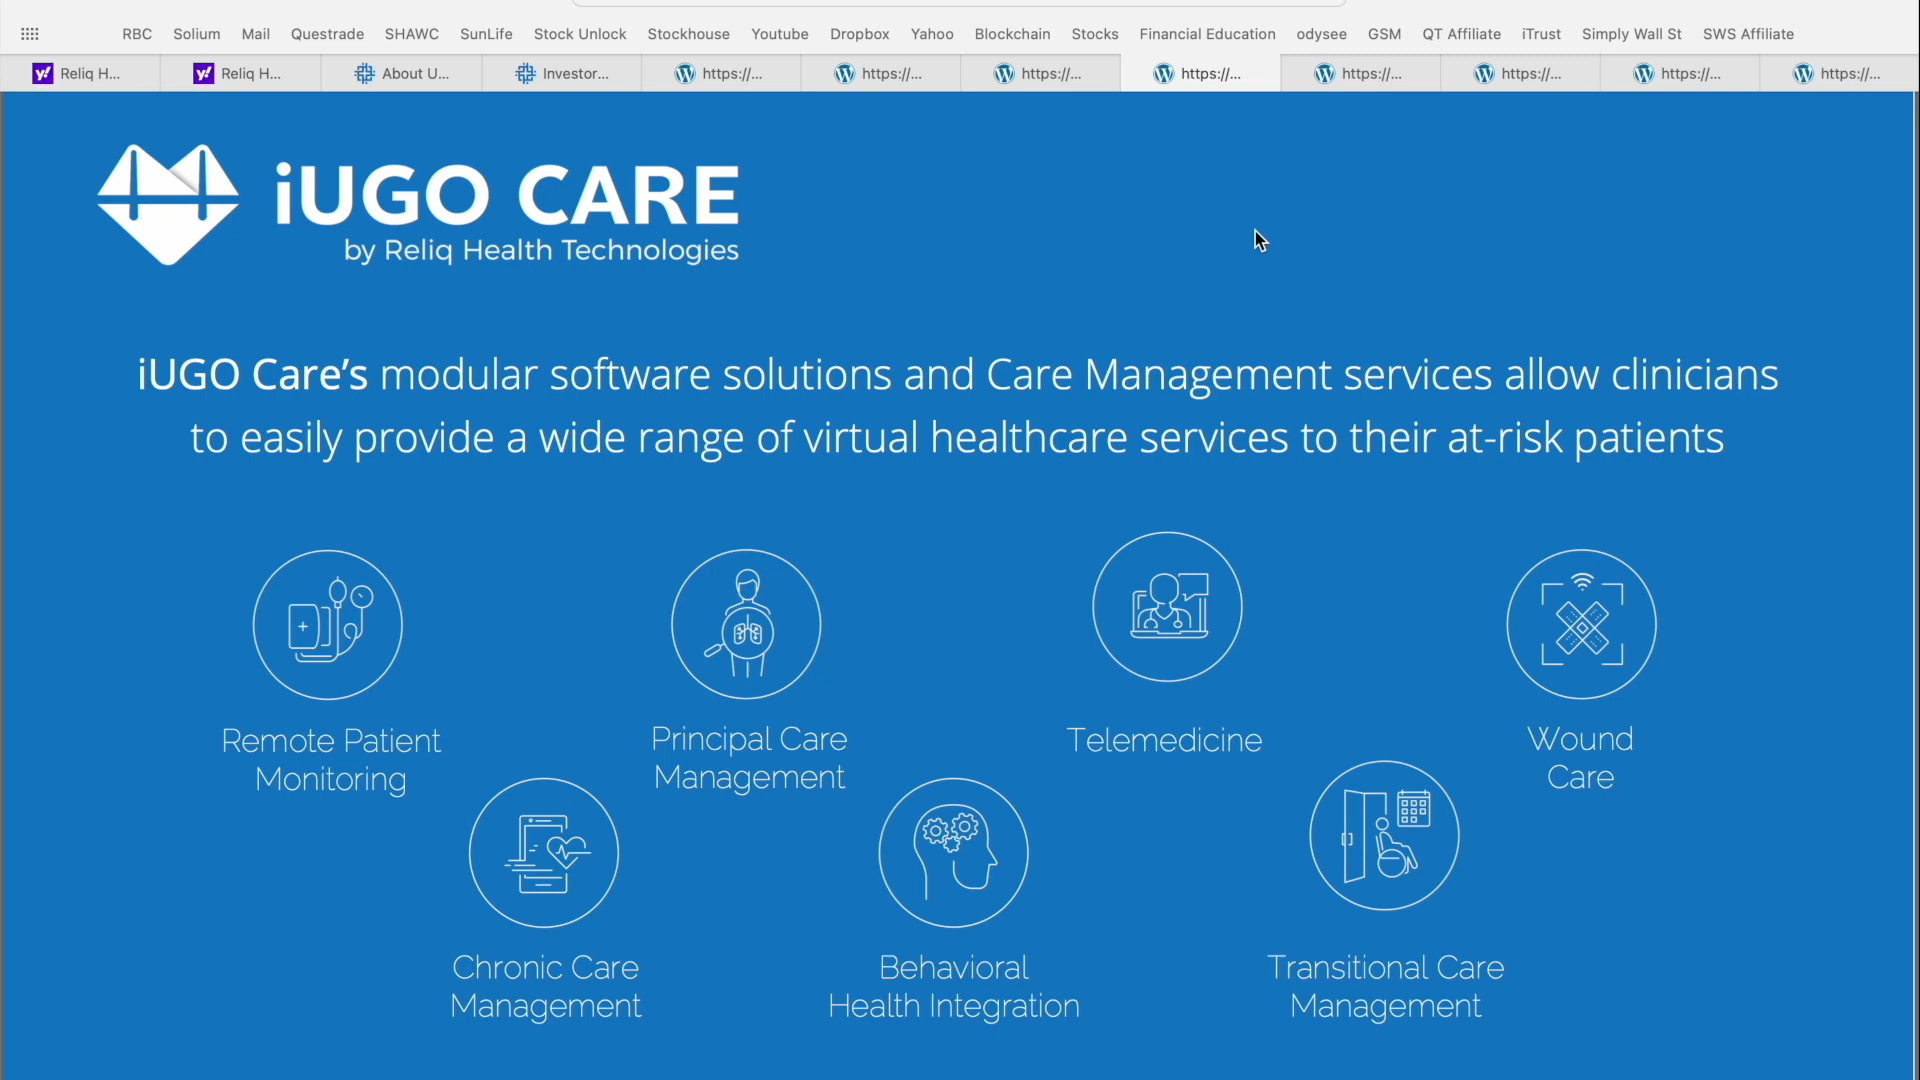 RBC Solium Mail Questrade SHAWC SunLife Stock Unlock Stockhouse Youtube Dropbox Yahoo Blockchain Stocks Financial Education odysee GSM QT Affiliate iTrust Simply Wall St SWS Affiliate
y! Reliq H... y! Reliq H... About U... Investor... https://... https://... https://... https://... https://... https://... https://... https://...
iUGO CARE
by Reliq Health Technologies
iUGO Care’s modular software solutions and Care Management services allow clinicians
to easily provide a wide range of virtual healthcare services to their at-risk patients
Remote Patient
Monitoring
Principal Care
Management
Telemedicine
Wound
Care
Chronic Care
Management
Behavioral
Health Integration
Transitional Care
Management